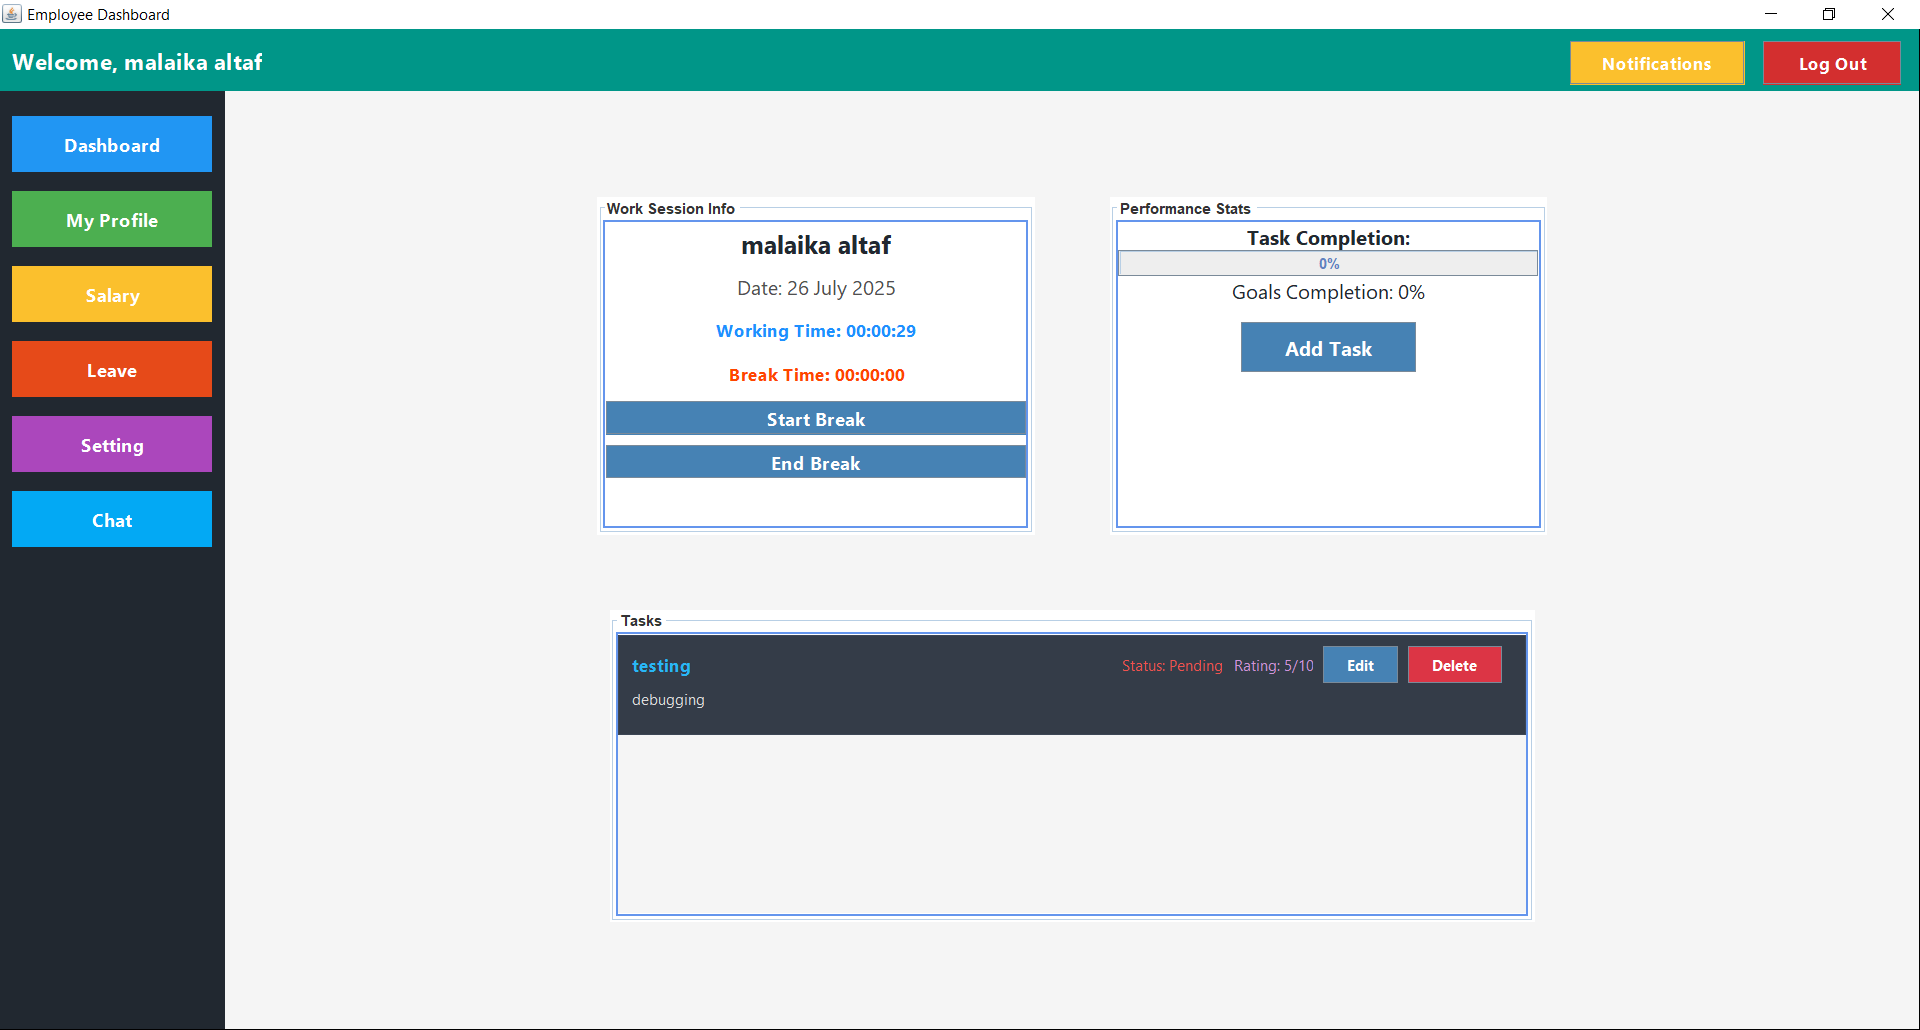 Employee Dashboard
Welcome, malaika altaf
Notifications
Log Out
Dashboard
My Profile
Salary
Leave
Setting
Chat
Work Session Info
malaika altaf
Date: 26 July 2025
Working Time: 00:00:29
Break Time: 00:00:00
Start Break
End Break
Performance Stats
Task Completion:
0%
Goals Completion: 0%
Add Task
Tasks
testing
Status: Pending Rating: 5/10 Edit Delete
debugging